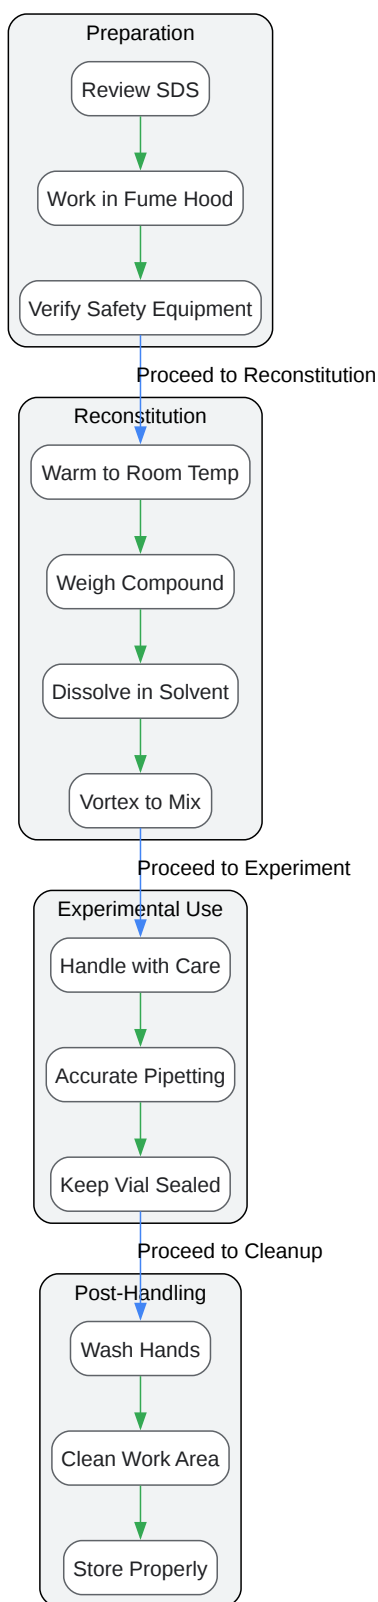 Preparation
Review SDS
Work in Fume Hood
Verify Safety Equipment
Proceed to Reconstitution
Reconstitution
Warm to Room Temp
Weigh Compound
Dissolve in Solvent
Vortex to Mix
Proceed to Experiment
Experimental Use
Handle with Care
Accurate Pipetting
Keep Vial Sealed
Proceed to Cleanup
Post-Handling
Wash Hands
Clean Work Area
Store Properly